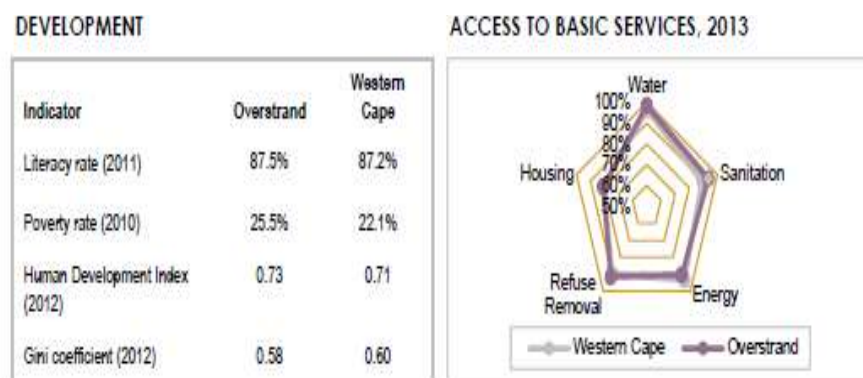 DEVELOPMENT
Indicator Overstrand Western Cape
Literacy rate (2011) 87.5% 87.2%
Poverty rate (2010) 25.5% 22.1%
Human Development Index (2012) 0.73 0.71
Gini coefficient (2012) 0.58 0.60
ACCESS TO BASIC SERVICES, 2013
Water
100%
90%
80%
70%
60%
50%
Housing
Sanitation
Refuse Removal
Energy
Western Cape Overstrand